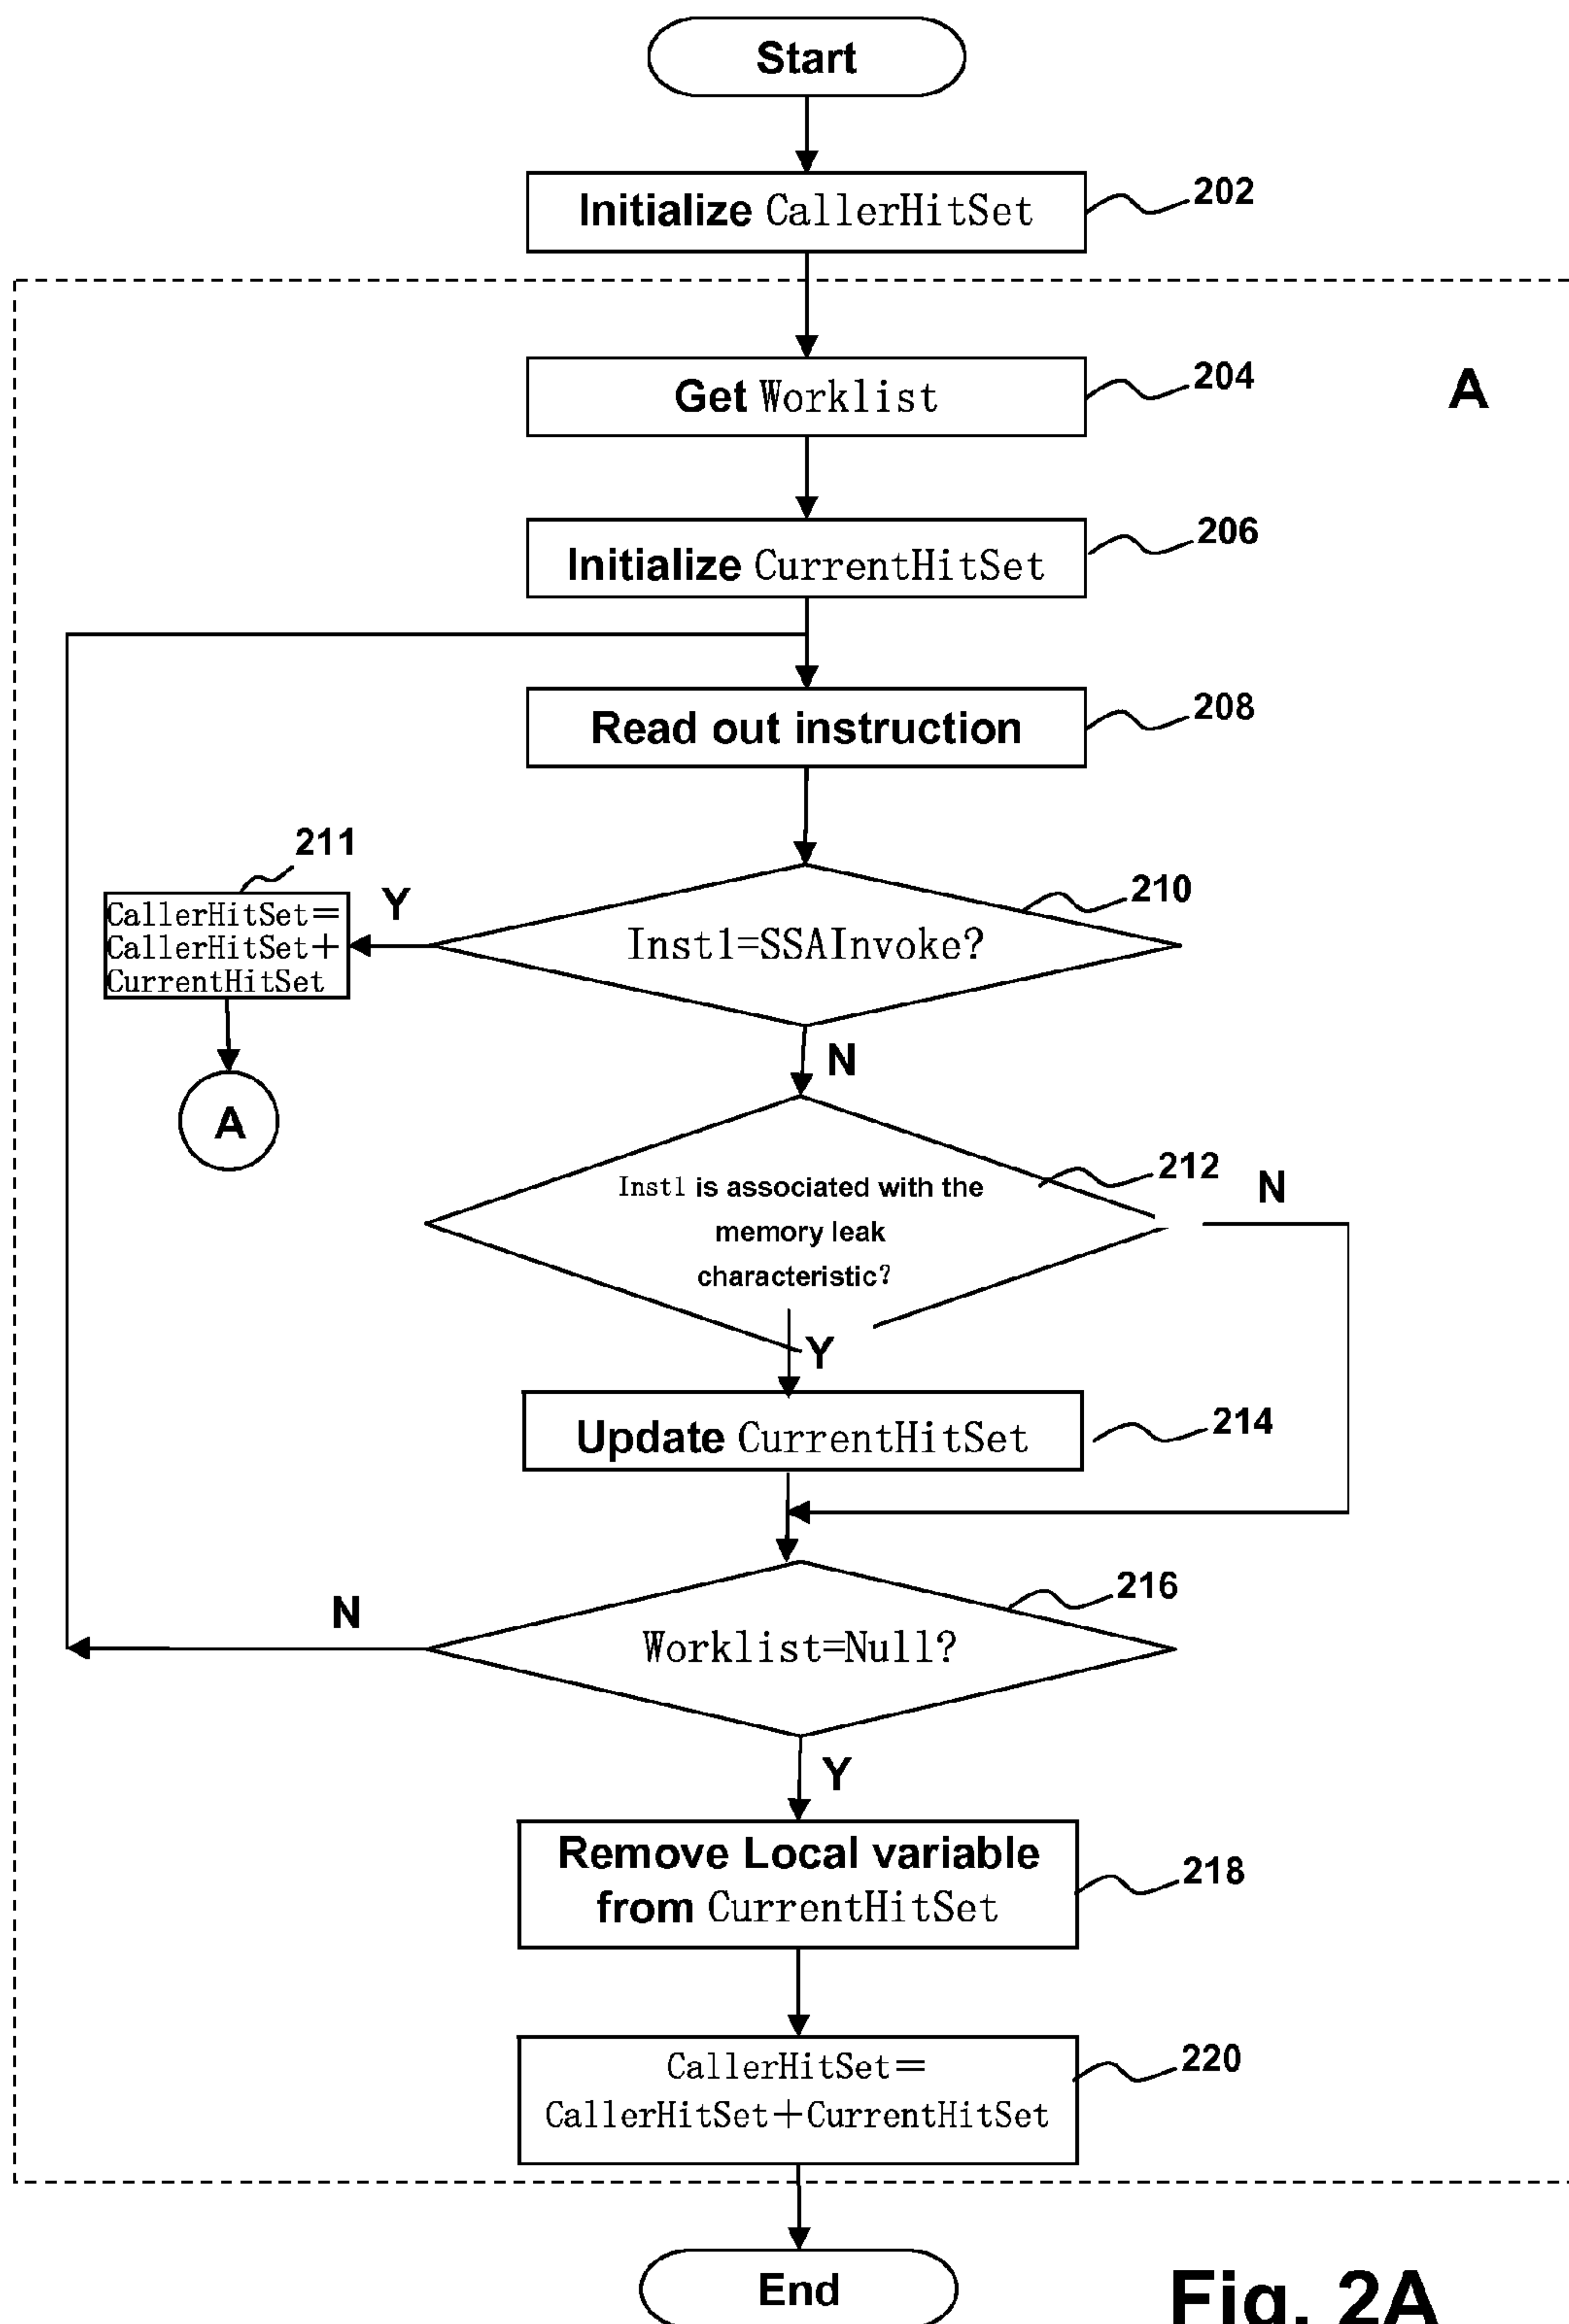 Start
Initialize CallerHitSet
202
Get Worklist
204
A
Initialize CurrentHitSet
206
Read out instruction
208
211
CallerHitSet=
CallerHitSet+
CurrentHitSet
Y
Inst1=SSAInvoke?
210
N
A
Inst1 is associated with the
memory leak
characteristic?
212
N
Y
Update CurrentHitSet
214
Worklist=Null?
216
N
Y
Remove Local variable
from CurrentHitSet
218
CallerHitSet=
CallerHitSet+CurrentHitSet
220
End
Fig. 2A